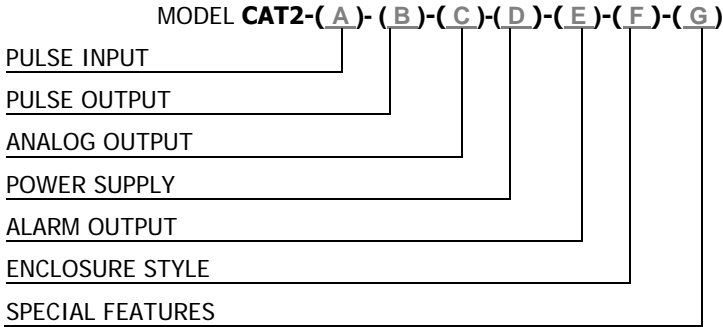 MODEL CAT2-( A )- ( B )-( C )-( D )-( E )-( F )-( G )
PULSE INPUT
PULSE OUTPUT
ANALOG OUTPUT
POWER SUPPLY
ALARM OUTPUT
ENCLOSURE STYLE
SPECIAL FEATURES